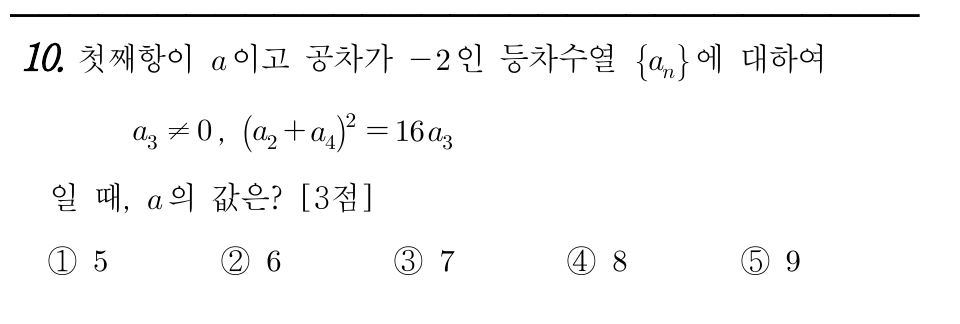 10. 첫째항이 a이고 공차가 −2인 등차수열 {aₙ}에 대하여
a₃ ≠ 0, (a₂ + a₄)² = 16a₃
일 때, a의 값은? [3점]
① 5 ② 6 ③ 7 ④ 8 ⑤ 9